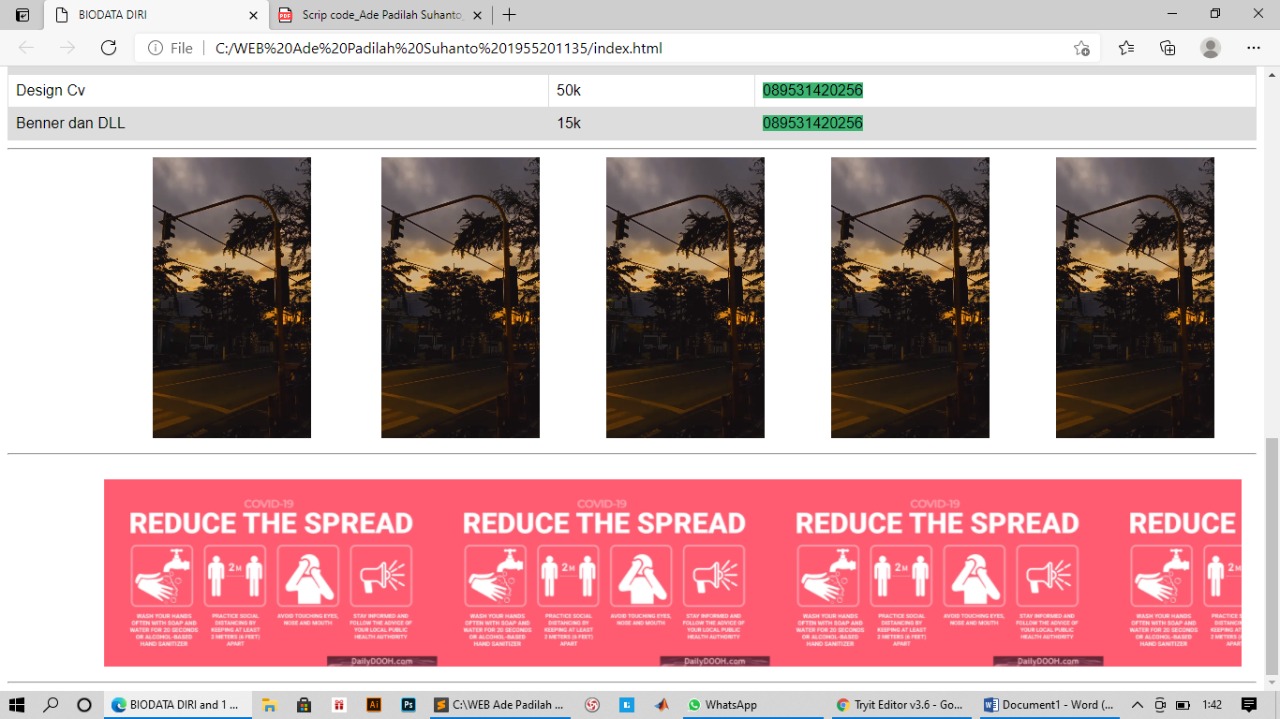 BIODATA DIRI
Scrip code_Ade Padilah Suhanto
File
C:/WEB%20Ade%20Padilah%20Suhanto%201955201135/index.html
Design Cv 50k 089531420256
Benner dan DLL 15k 089531420256
COVID-19 COVID-19 COVID-19
REDUCE THE SPREAD REDUCE THE SPREAD REDUCE THE SPREAD REDUCE
2M 2M 2M 2M
WASH YOUR HANDS OFTEN WITH SOAP AND WATER FOR 20 SECONDS OR ALCOHOL-BASED HAND SANITIZER
PRACTICE SOCIAL DISTANCING BY KEEPING AT LEAST 2 METERS (6 FEET) APART
AVOID TOUCHING EYES, NOSE AND MOUTH
STAY INFORMED AND FOLLOW THE ADVICE OF YOUR LOCAL PUBLIC HEALTH AUTHORITY
WASH YOUR HANDS OFTEN WITH SOAP AND WATER FOR 20 SECONDS OR ALCOHOL-BASED HAND SANITIZER
PRACTICE SOCIAL DISTANCING BY KEEPING AT LEAST 2 METERS (6 FEET) APART
AVOID TOUCHING EYES, NOSE AND MOUTH
STAY INFORMED AND FOLLOW THE ADVICE OF YOUR LOCAL PUBLIC HEALTH AUTHORITY
WASH YOUR HANDS OFTEN WITH SOAP AND WATER FOR 20 SECONDS OR ALCOHOL-BASED HAND SANITIZER
PRACTICE SOCIAL DISTANCING BY KEEPING AT LEAST 2 METERS (6 FEET) APART
AVOID TOUCHING EYES, NOSE AND MOUTH
STAY INFORMED AND FOLLOW THE ADVICE OF YOUR LOCAL PUBLIC HEALTH AUTHORITY
WASH YOUR HANDS OFTEN WITH SOAP AND WATER FOR 20 SECONDS OR ALCOHOL-BASED HAND SANITIZER
DailyDOOH.com DailyDOOH.com DailyDOOH.com
BIODATA DIRI and 1 ...
C:\WEB Ade Padilah ...
WhatsApp
Tryit Editor v3.6 - Go...
Document1 - Word (...
1:42